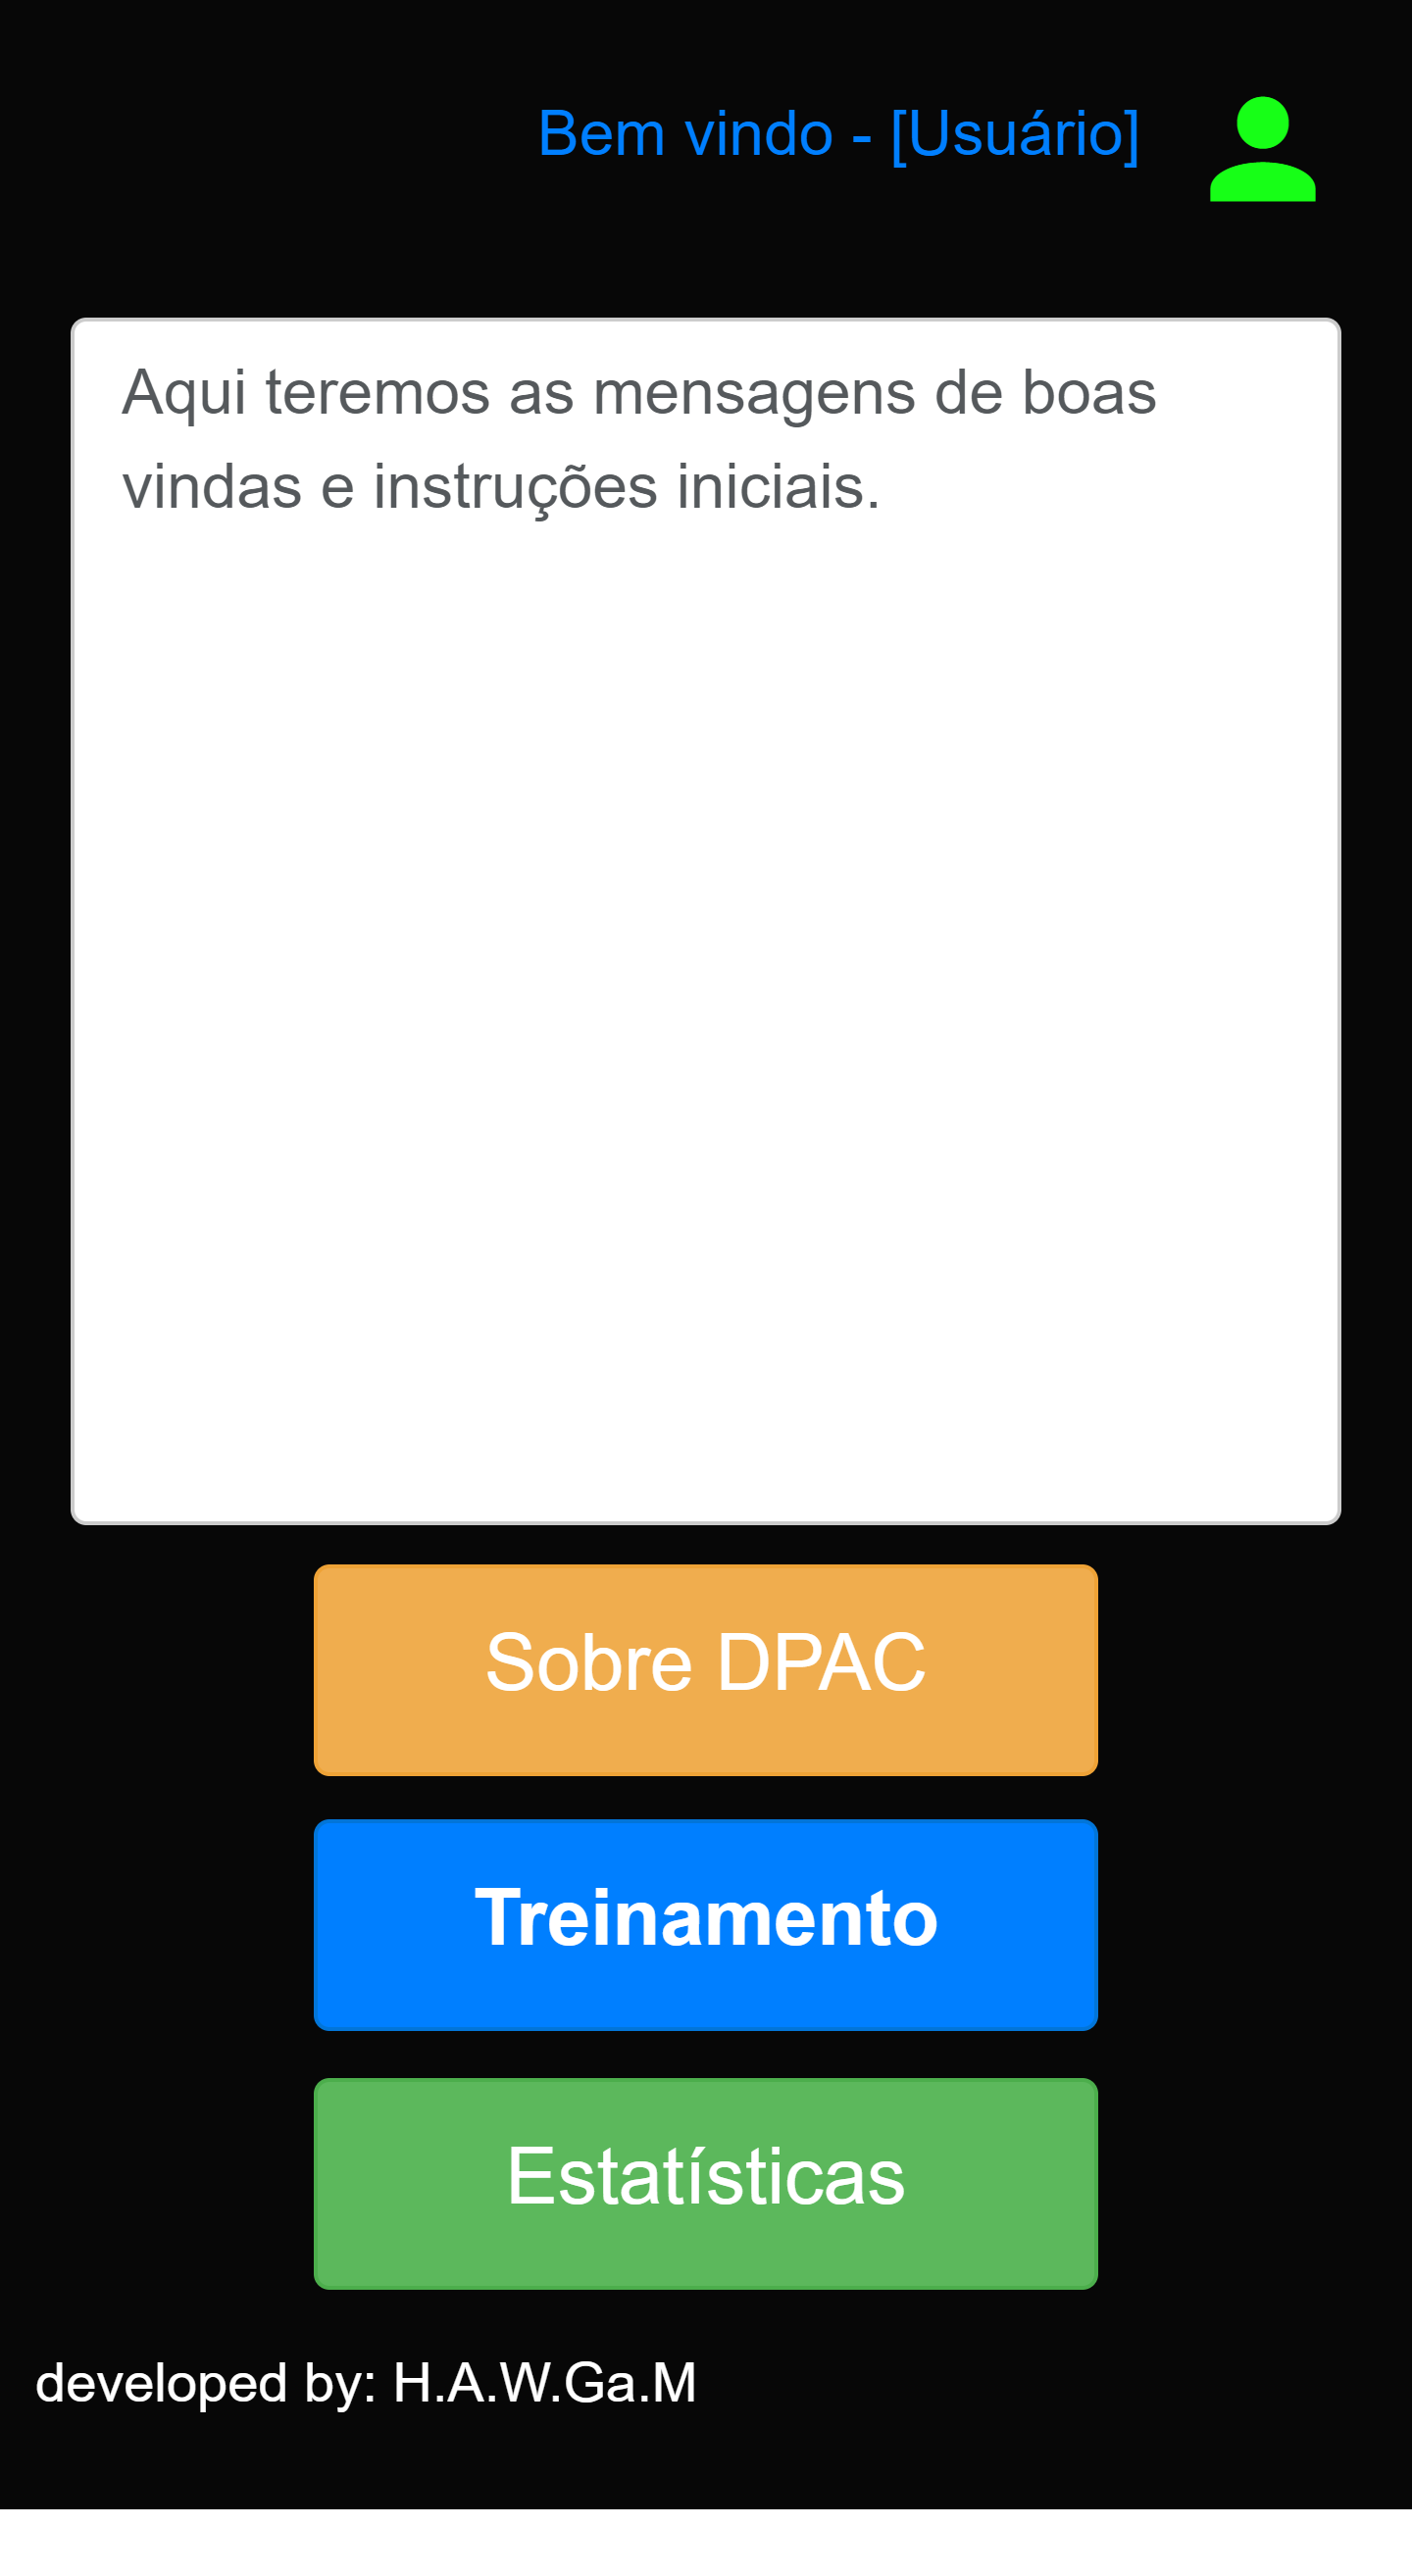 Bem vindo - [Usuário]
Aqui teremos as mensagens de boas
vindas e instruções iniciais.
Sobre DPAC
Treinamento
Estatísticas
developed by: H.A.W.Ga.M